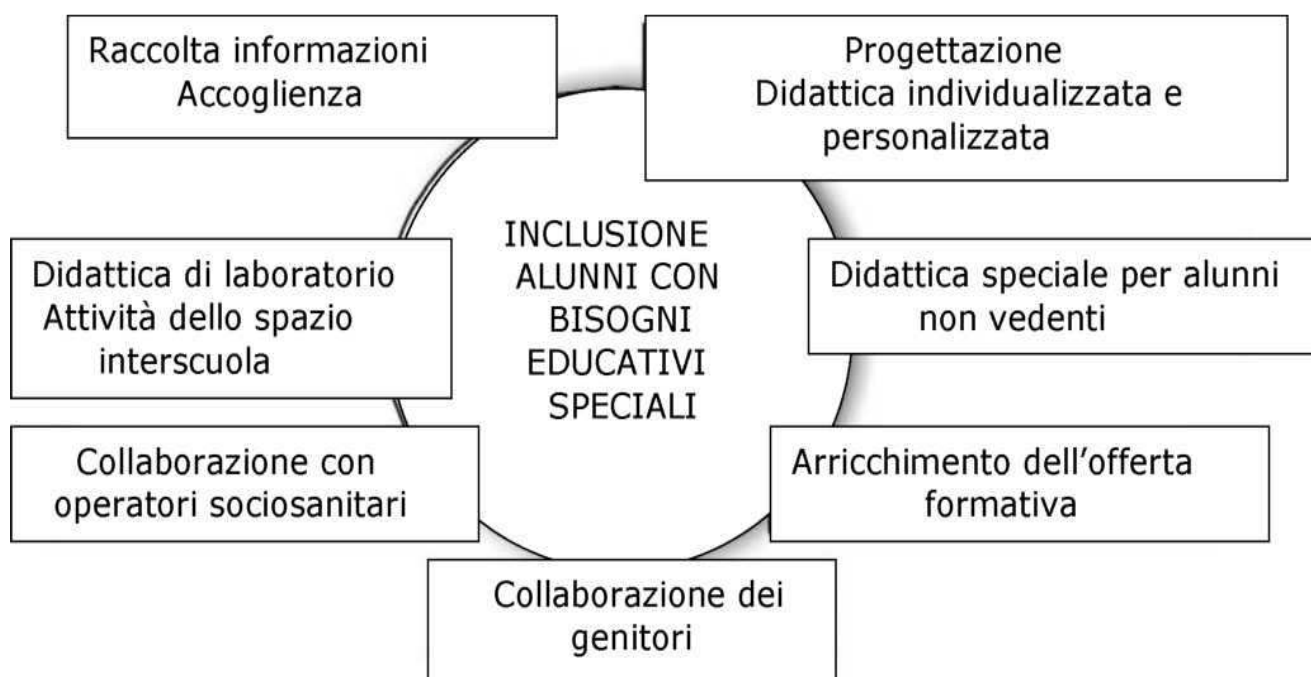 Raccolta informazioni
Accoglienza
Progettazione
Didattica individualizzata e
personalizzata
INCLUSIONE
ALUNNI CON
BISOGNI
EDUCATIVI
SPECIALI
Didattica di laboratorio
Attività dello spazio
interscuola
Didattica speciale per alunni
non vedenti
Collaborazione con
operatori sociosanitari
Arricchimento dell’offerta
formativa
Collaborazione dei
genitori